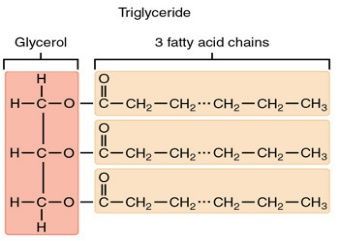 Triglyceride
Glycerol 3 fatty acid chains
H O
H—C—O—C—CH₂—CH₂···CH₂—CH₂—CH₃
O
H—C—O—C—CH₂—CH₂···CH₂—CH₂—CH₃
O
H—C—O—C—CH₂—CH₂···CH₂—CH₂—CH₃
H